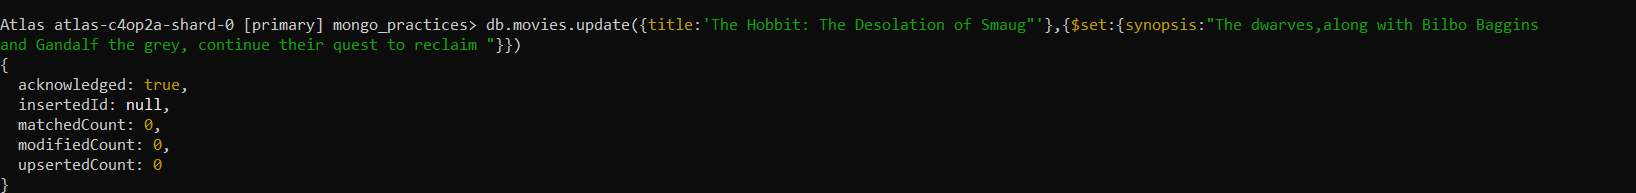 Atlas atlas-c4op2a-shard-0 [primary] mongo_practices> db.movies.update({title:'The Hobbit: The Desolation of Smaug"'},{$set:{synopsis:"The dwarves,along with Bilbo Baggins
and Gandalf the grey, continue their quest to reclaim "}})
{
  acknowledged: true,
  insertedId: null,
  matchedCount: 0,
  modifiedCount: 0,
  upsertedCount: 0
}